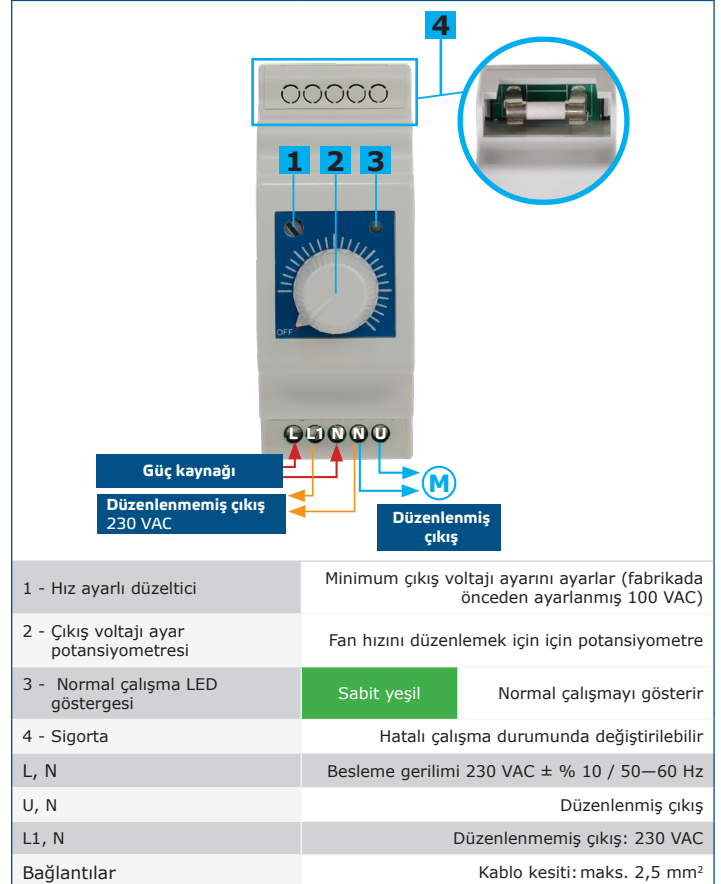 4
1 2 3
OFF
L L1 N N U
Güç kaynağı
M
Düzenlenmemiş çıkış
230 VAC
Düzenlenmiş
çıkış
1 - Hız ayarlı düzeltici
Minimum çıkış voltajı ayarını ayarlar (fabrikada
önceden ayarlanmış 100 VAC)
2 - Çıkış voltajı ayar
potansiyometresi
Fan hızını düzenlemek için için potansiyometre
3 - Normal çalışma LED
göstergesi
Sabit yeşil
Normal çalışmayı gösterir
4 - Sigorta
Hatalı çalışma durumunda değiştirilebilir
L, N
Besleme gerilimi 230 VAC ± % 10 / 50—60 Hz
U, N
Düzenlenmiş çıkış
L1, N
Düzenlenmemiş çıkış: 230 VAC
Bağlantılar
Kablo kesiti: maks. 2,5 mm²